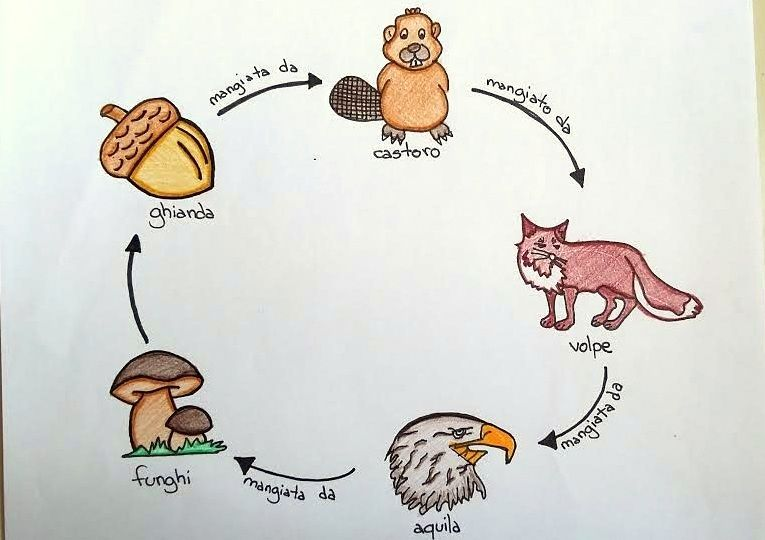 mangiata da
castoro
mangiato da
ghianda
volpe
mangiata da
aquila
mangiata da
funghi